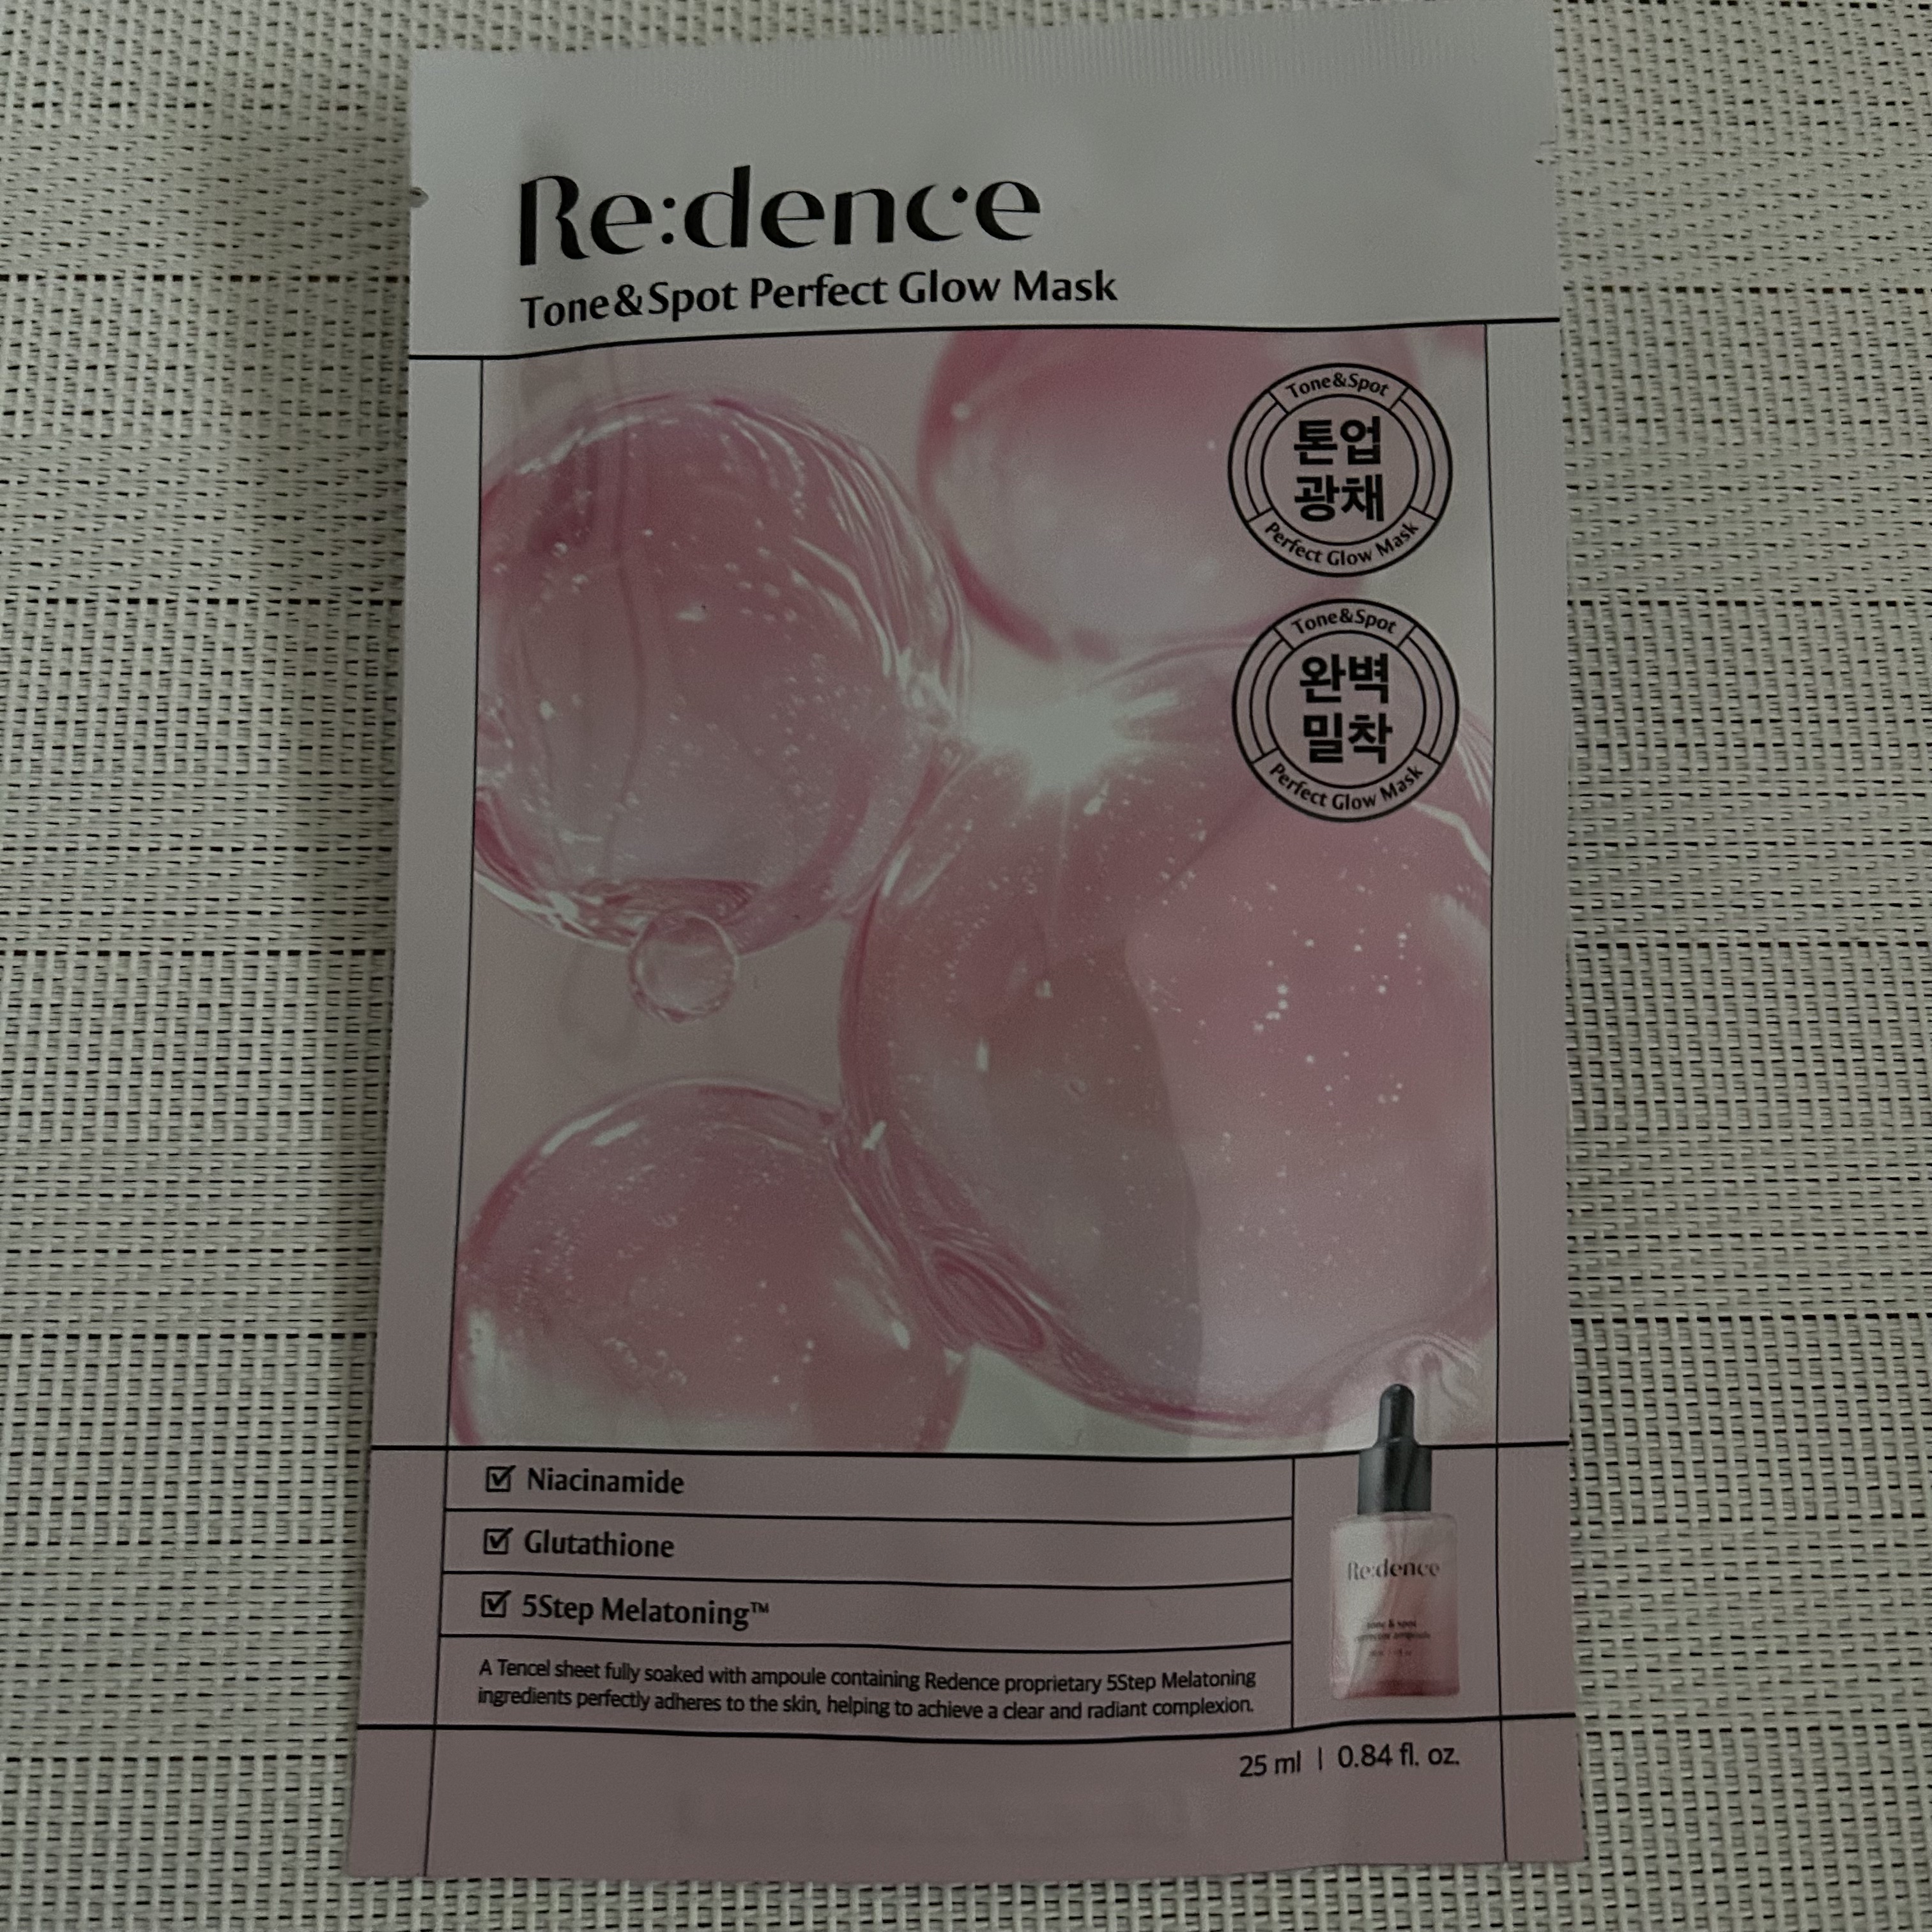 Re:dence
Tone&Spot Perfect Glow Mask
Tone&Spot
톤업
광채
Perfect Glow Mask
Tone&Spot
완벽
밀착
Perfect Glow Mask
Niacinamide
Glutathione
5Step Melatoning™
A Tencel sheet fully soaked with ampoule containing Redence proprietary 5Step Melatoning
ingredients perfectly adheres to the skin, helping to achieve a clear and radiant complexion.
Re:dence
tone & spot
ampoule
25 ml | 0.84 fl. oz.